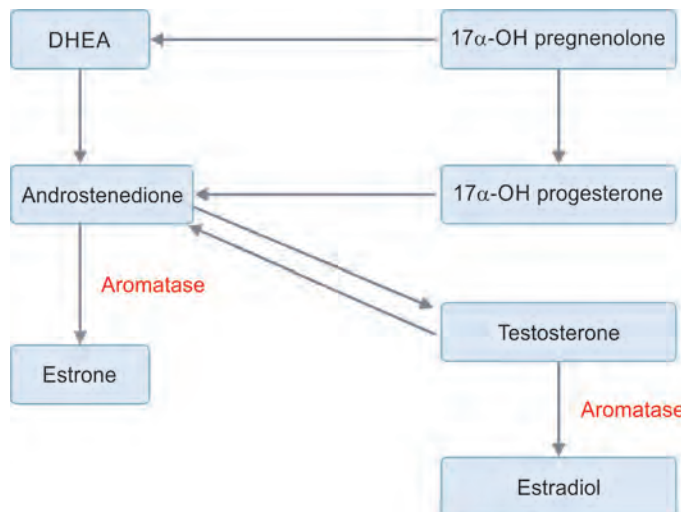 DHEA
17α-OH pregnenolone
Androstenedione
17α-OH progesterone
Aromatase
Testosterone
Estrone
Aromatase
Estradiol